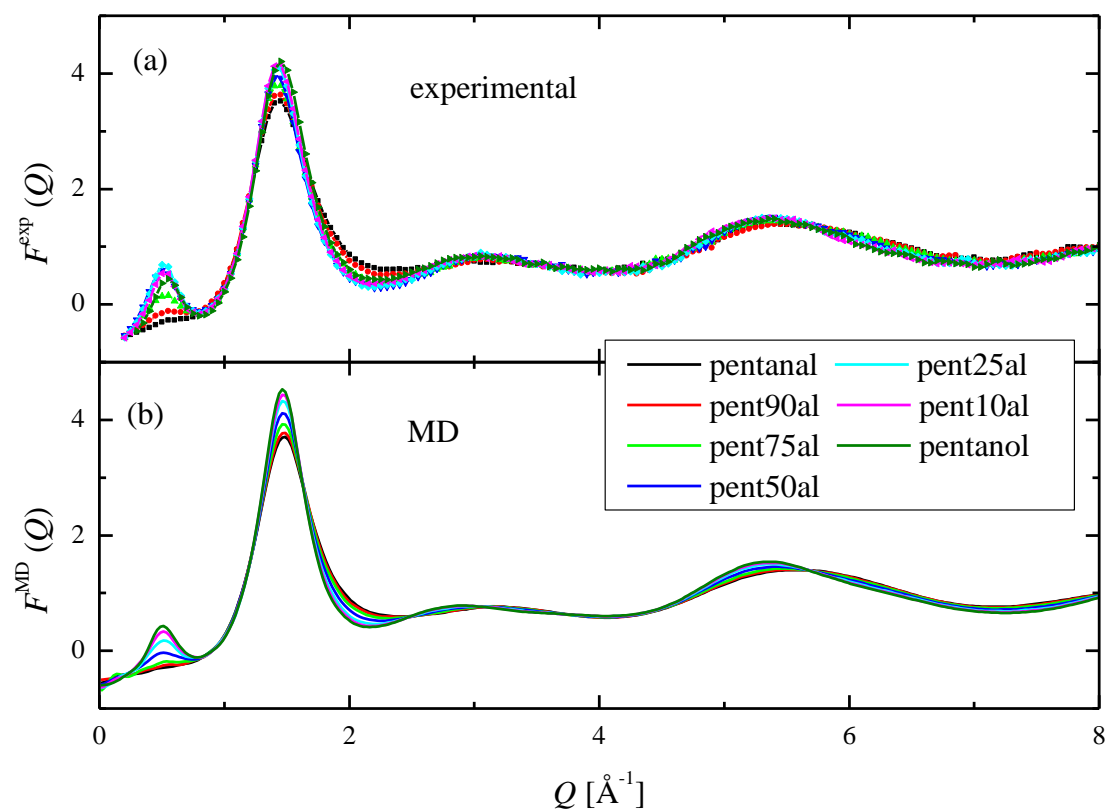 (a)
experimental
4
2
0
F^exp (Q)
(b)
MD
4
2
0
F^MD (Q)
pentanal
pent90al
pent75al
pent50al
pent25al
pent10al
pentanol
0 2 4 6 8
Q [Å^-1]